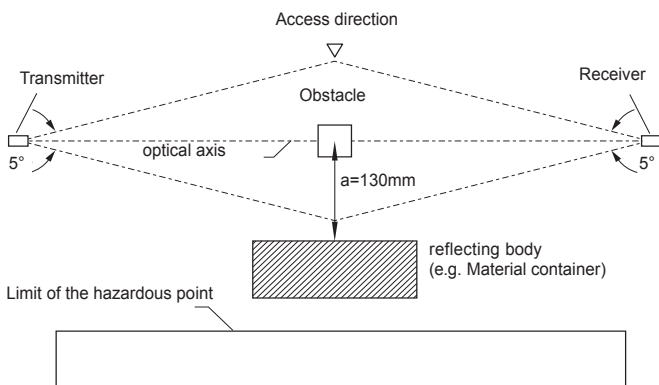 Access direction
Transmitter
Receiver
Obstacle
optical axis
5°
5°
a=130mm
reflecting body
(e.g. Material container)
Limit of the hazardous point